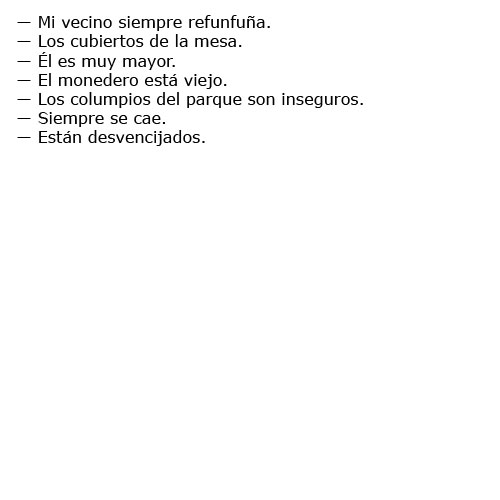 — Mi vecino siempre refunfuña.
— Los cubiertos de la mesa.
— Él es muy mayor.
— El monedero está viejo.
— Los columpios del parque son inseguros.
— Siempre se cae.
— Están desvencijados.